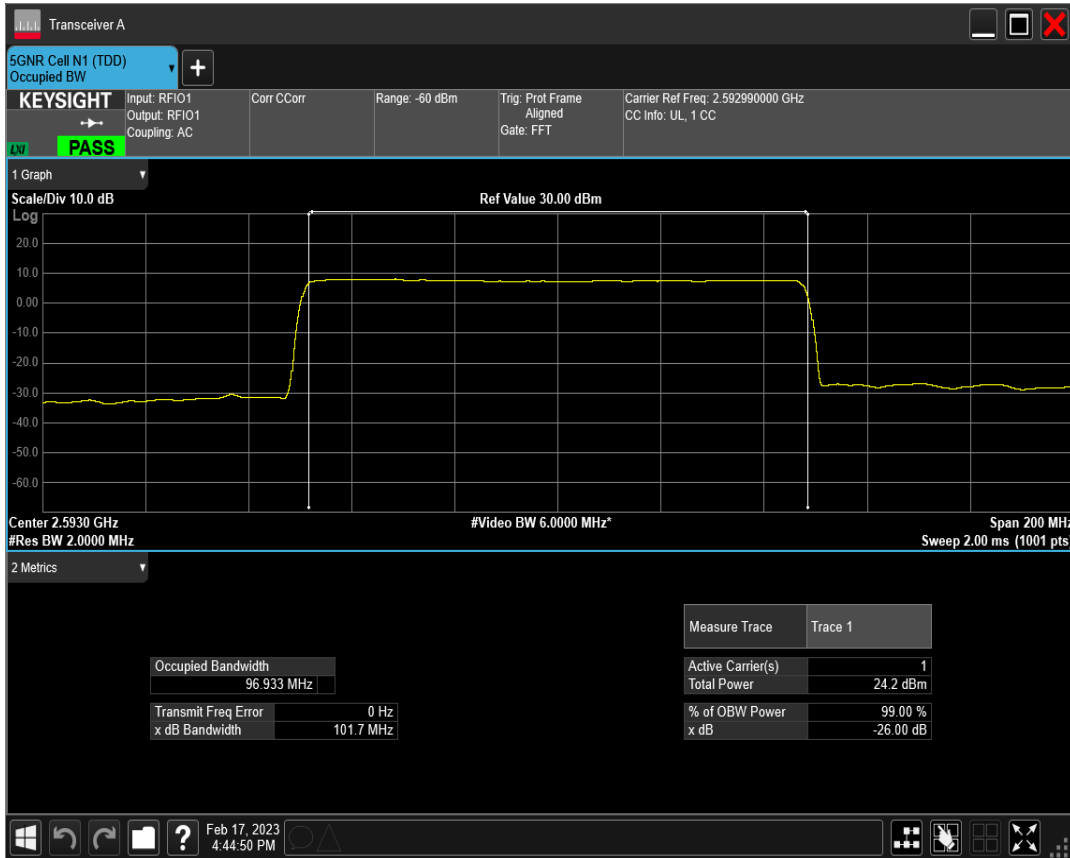 Transceiver A
5GNR Cell N1 (TDD)
Occupied BW
KEYSIGHT
LXI PASS
Input: RFIO1
Output: RFIO1
Coupling: AC
Corr CCorr
Range: -60 dBm
Trig: Prot Frame
Aligned
Gate: FFT
Carrier Ref Freq: 2.592990000 GHz
CC Info: UL, 1 CC
1 Graph
Scale/Div 10.0 dB Ref Value 30.00 dBm
Log
20.0
10.0
0.00
-10.0
-20.0
-30.0
-40.0
-50.0
-60.0
Center 2.5930 GHz #Video BW 6.0000 MHz* Span 200 MHz
#Res BW 2.0000 MHz Sweep 2.00 ms (1001 pts)
2 Metrics
Measure Trace Trace 1
Occupied Bandwidth
96.933 MHz
Transmit Freq Error 0 Hz
x dB Bandwidth 101.7 MHz
Active Carrier(s) 1
Total Power 24.2 dBm
% of OBW Power 99.00 %
x dB -26.00 dB
Feb 17, 2023
4:44:50 PM